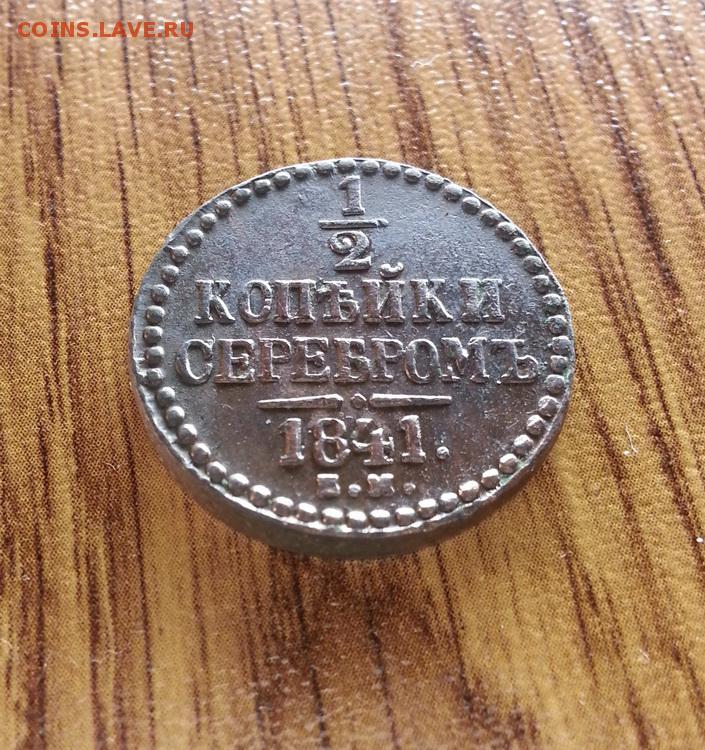 COINS.LAVE.RU
1
2
КОПѢЙКИ
СЕРЕБРОМЪ
1841.
Е.М.